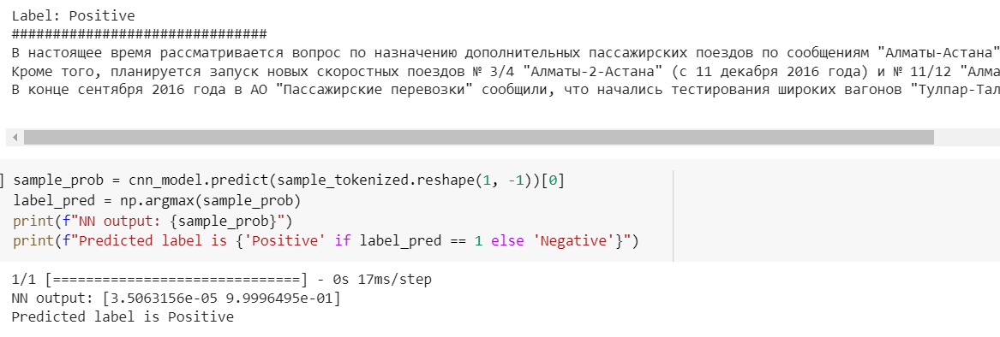 Label: Positive
###############################
В настоящее время рассматривается вопрос по назначению дополнительных пассажирских поездов по сообщениям "Алматы-Астана"
Кроме того, планируется запуск новых скоростных поездов № 3/4 "Алматы-2-Астана" (с 11 декабря 2016 года) и № 11/12 "Алма
В конце сентября 2016 года в АО "Пассажирские перевозки" сообщили, что начались тестирования широких вагонов "Тулпар-Тал
] sample_prob = cnn_model.predict(sample_tokenized.reshape(1, -1))[0]
label_pred = np.argmax(sample_prob)
print(f"NN output: {sample_prob}")
print(f"Predicted label is {'Positive' if label_pred == 1 else 'Negative'}")
1/1 [==============================] - 0s 17ms/step
NN output: [3.5063156e-05 9.9996495e-01]
Predicted label is Positive